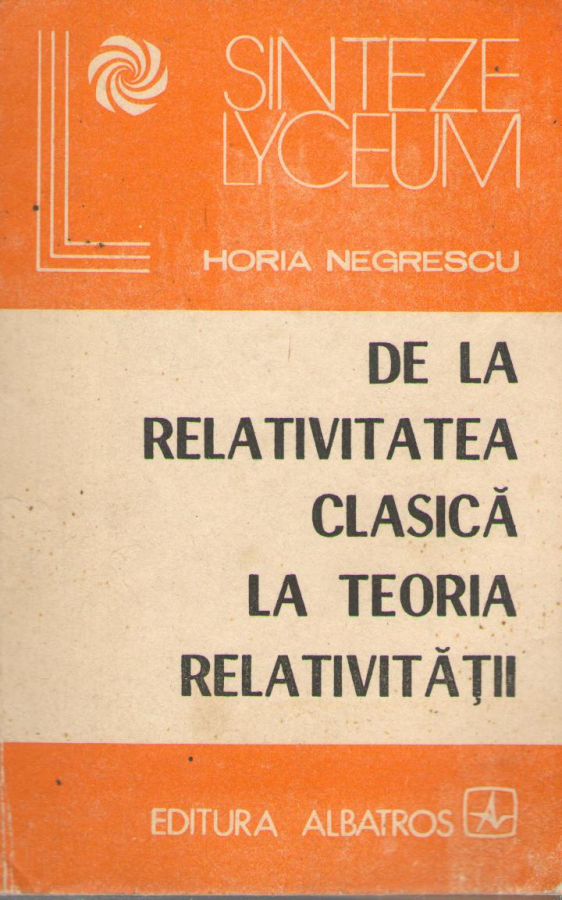 SINTEZE
LYCEUM
HORIA NEGRESCU
DE LA
RELATIVITATEA
CLASICĂ
LA TEORIA
RELATIVITĂŢII
EDITURA ALBATROS